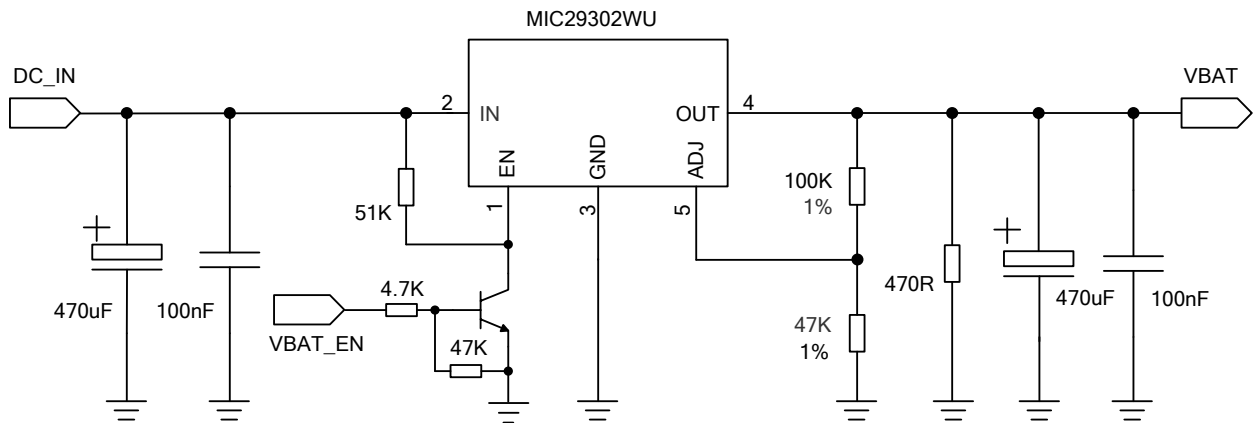 MIC29302WU
DC_IN
VBAT
2
IN
OUT
4
EN
GND
ADJ
1
3
5
51K
100K
1%
470uF
100nF
4.7K
VBAT_EN
47K
47K
1%
470R
470uF
100nF